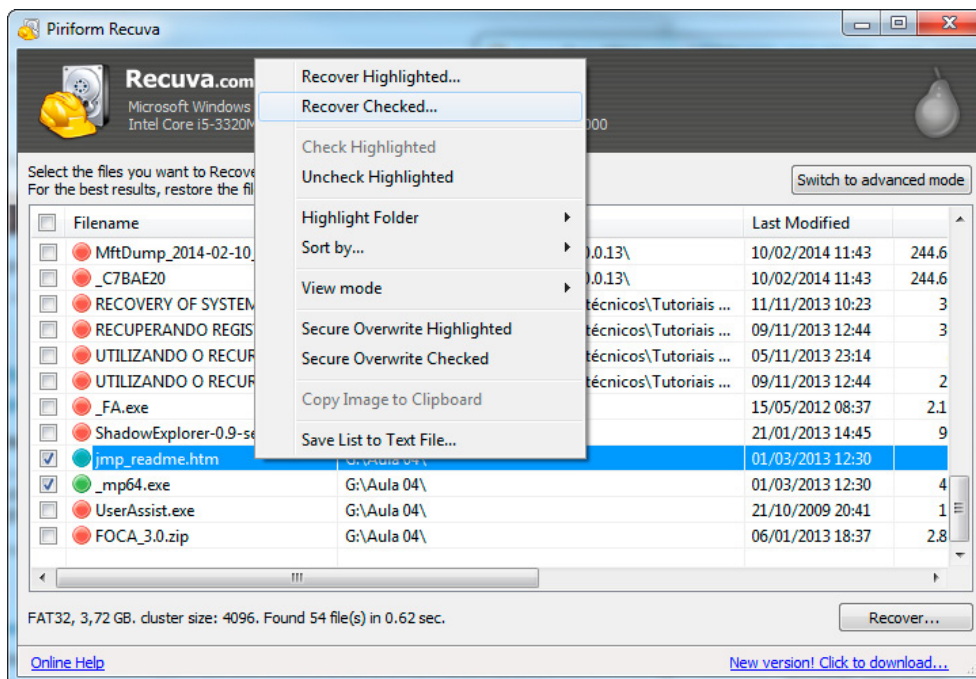 Piriform Recuva
Recuva.com
Microsoft Windows
Intel Core i5-3320M 000
Select the files you want to Recove
For the best results, restore the fil
Switch to advanced mode
Recover Highlighted...
Recover Checked...
Check Highlighted
Uncheck Highlighted
Highlight Folder
Sort by...
View mode
Secure Overwrite Highlighted
Secure Overwrite Checked
Copy Image to Clipboard
Save List to Text File...
Filename Last Modified
MftDump_2014-02-10_ 0.0.13\ 10/02/2014 11:43 244.6
_C7BAE20 0.0.13\ 10/02/2014 11:43 244.6
RECOVERY OF SYSTEM técnicos\Tutoriais ... 11/11/2013 10:23 3
RECUPERANDO REGIS técnicos\Tutoriais ... 09/11/2013 12:44 3
UTILIZANDO O RECUR técnicos\Tutoriais ... 05/11/2013 23:14
UTILIZANDO O RECUR técnicos\Tutoriais ... 09/11/2013 12:44 2
_FA.exe 15/05/2012 08:37 2.1
ShadowExplorer-0.9-se 21/01/2013 14:45 9
jmp_readme.htm G:\Aula 04\ 01/03/2013 12:30
_mp64.exe G:\Aula 04\ 01/03/2013 12:30 4
UserAssist.exe G:\Aula 04\ 21/10/2009 20:41 1
FOCA_3.0.zip G:\Aula 04\ 06/01/2013 18:37 2.8
FAT32, 3,72 GB. cluster size: 4096. Found 54 file(s) in 0.62 sec.
Recover...
Online Help
New version! Click to download...